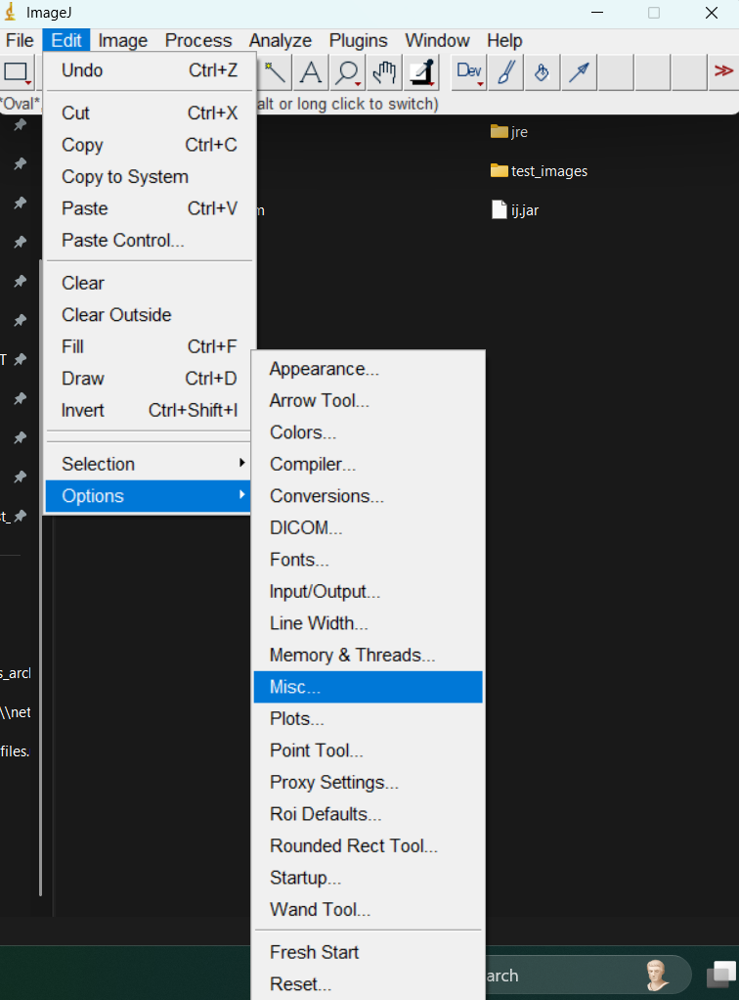 ImageJ
File Edit Image Process Analyze Plugins Window Help
Dev
*Oval*, alt or long click to switch)
Undo Ctrl+Z
Cut Ctrl+X
Copy Ctrl+C
Copy to System
Paste Ctrl+V
Paste Control...
Clear
Clear Outside
Fill Ctrl+F
Draw Ctrl+D
Invert Ctrl+Shift+I
Selection
Options
Appearance...
Arrow Tool...
Colors...
Compiler...
Conversions...
DICOM...
Fonts...
Input/Output...
Line Width...
Memory & Threads...
Misc...
Plots...
Point Tool...
Proxy Settings...
Roi Defaults...
Rounded Rect Tool...
Startup...
Wand Tool...
Fresh Start
Reset...
jre
test_images
ij.jar
m
T
st_
s_arcl
\\net
files.
arch